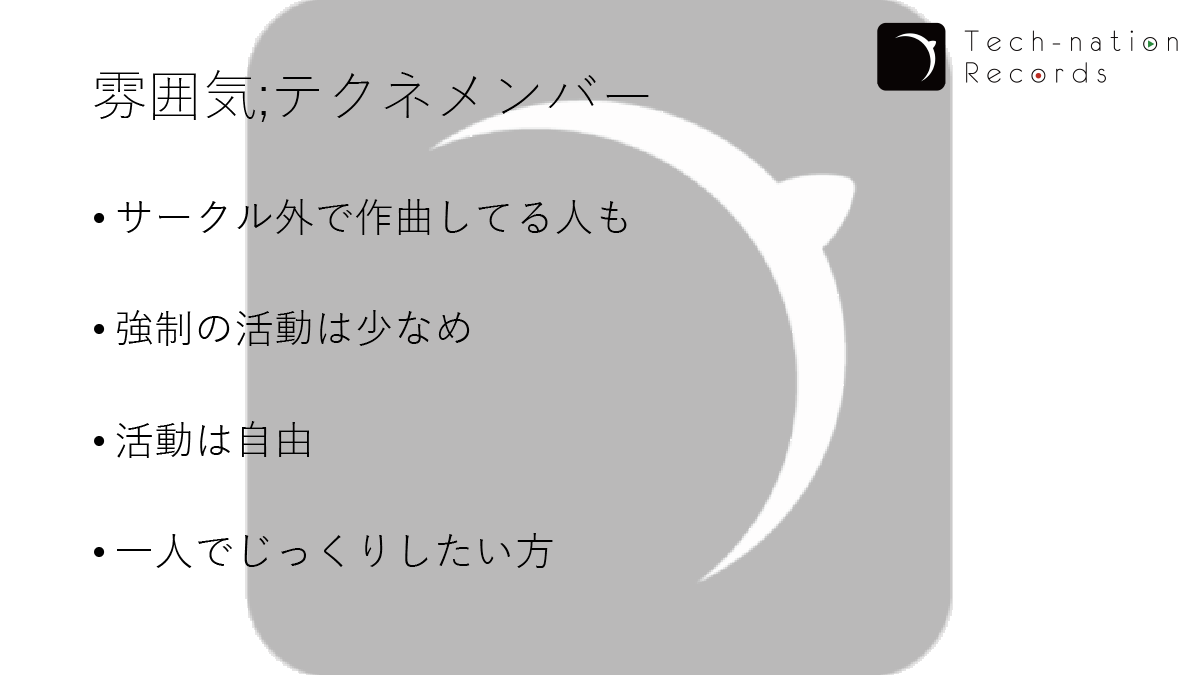 Tech-nation
Records
雰囲気;テクネメンバー
• サークル外で作曲してる人も
• 強制の活動は少なめ
• 活動は自由
• 一人でじっくりしたい方